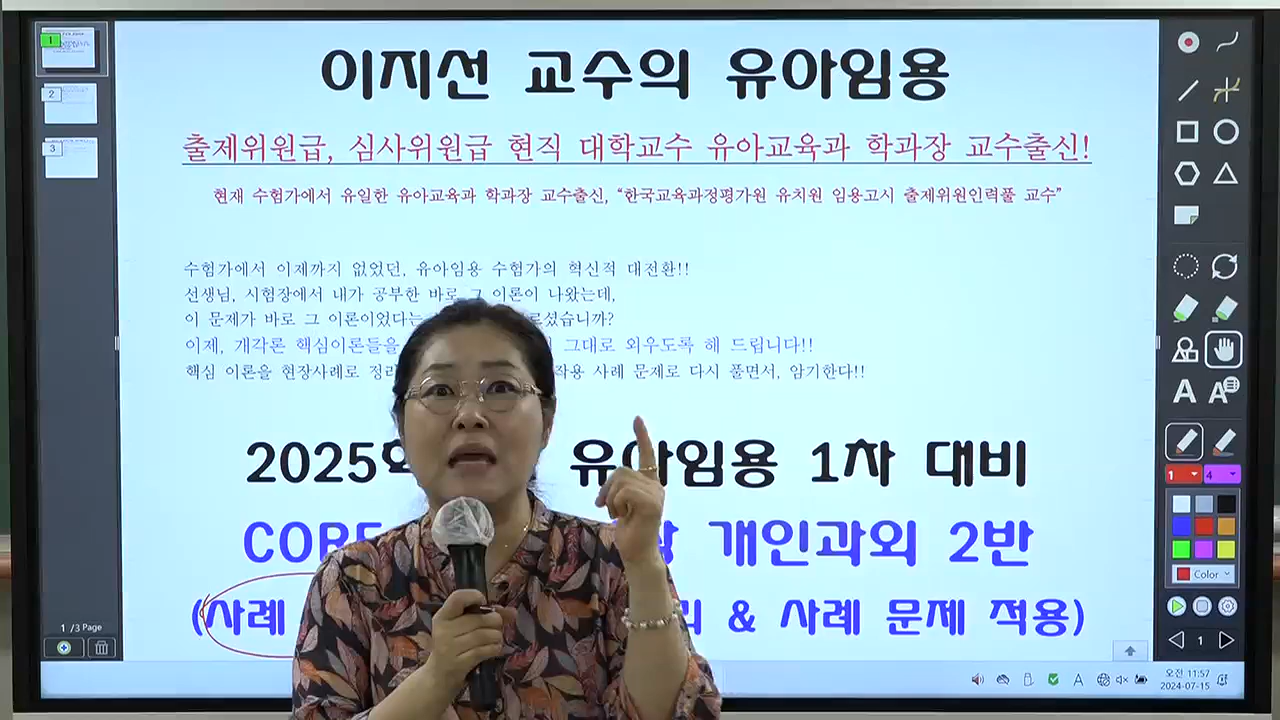 이지선 교수의 유아임용
출제위원급, 심사위원급 현직 대학교수 유아교육과 학과장 교수출신!
현재 수험가에서 유일한 유아교육과 학과장 교수출신, “한국교육과정평가원 유치원 임용고시 출제위원인력풀 교수”
수험가에서 이제까지 없었던, 유아임용 수험가의 혁신적 대전환!!
선생님, 시험장에서 내가 공부한 바로 그 이론이 나왔는데,
이 문제가 바로 그 이론이었다는 모르셨습니까?
이제, 개각론 핵심이론들을 그대로 외우도록 해 드립니다!!
핵심 이론을 현장사례로 적용 사례 문제로 다시 풀면서, 암기한다!!
2025 유아임용 1차 대비
개인과외 2반
(사례 & 사례 문제 적용)
1
2
3
1 /3 Page
A
A
1
4
Color
1
A
오전 11:57
2024-07-15